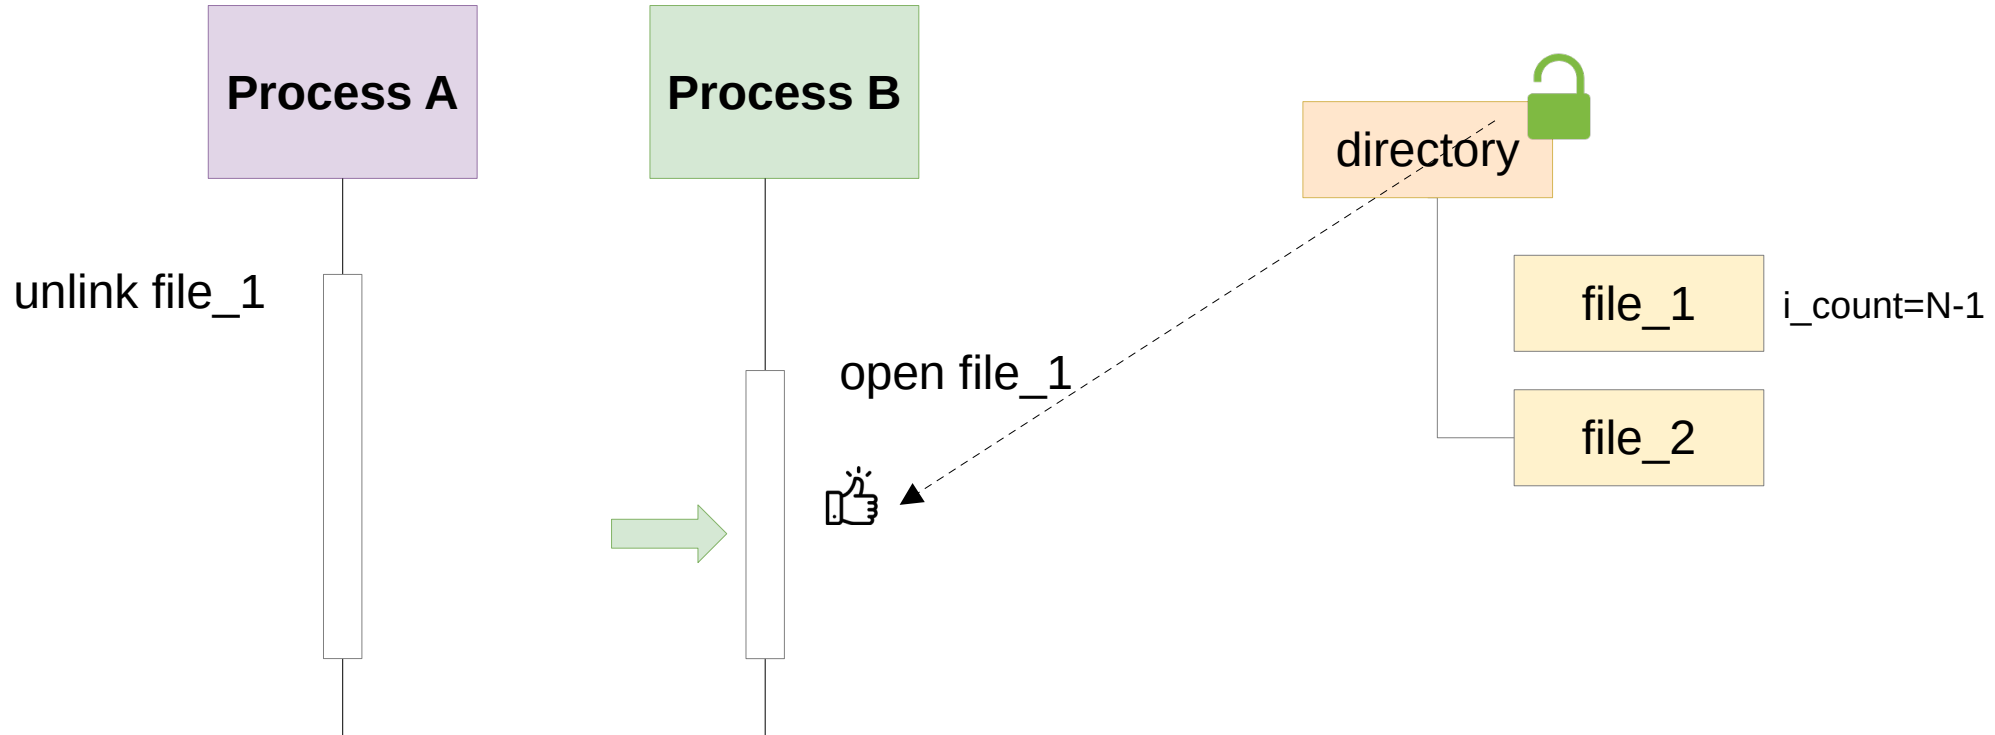 Process A
Process B
directory
unlink file_1
file_1
i_count=N-1
open file_1
file_2